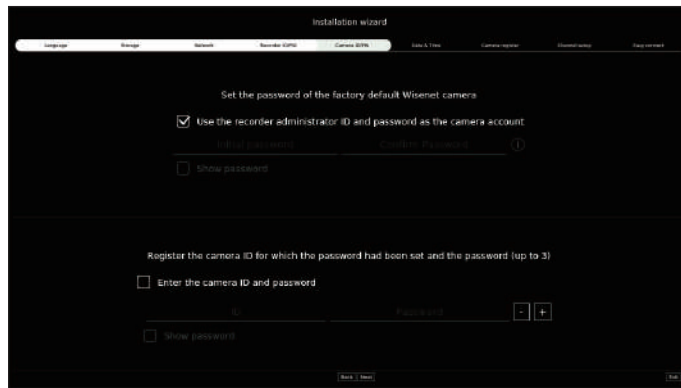 Installation wizard
Language Storage Network Recorder ID/PW Camera ID/PW Date & Time Camera register Channel setup Easy connect
Set the password of the factory default Wisenet camera
Use the recorder administrator ID and password as the camera account
Initial password Confirm Password
Show password
Register the camera ID for which the password had been set and the password (up to 3)
Enter the camera ID and password
ID Password - +
Show password
Back Next Exit